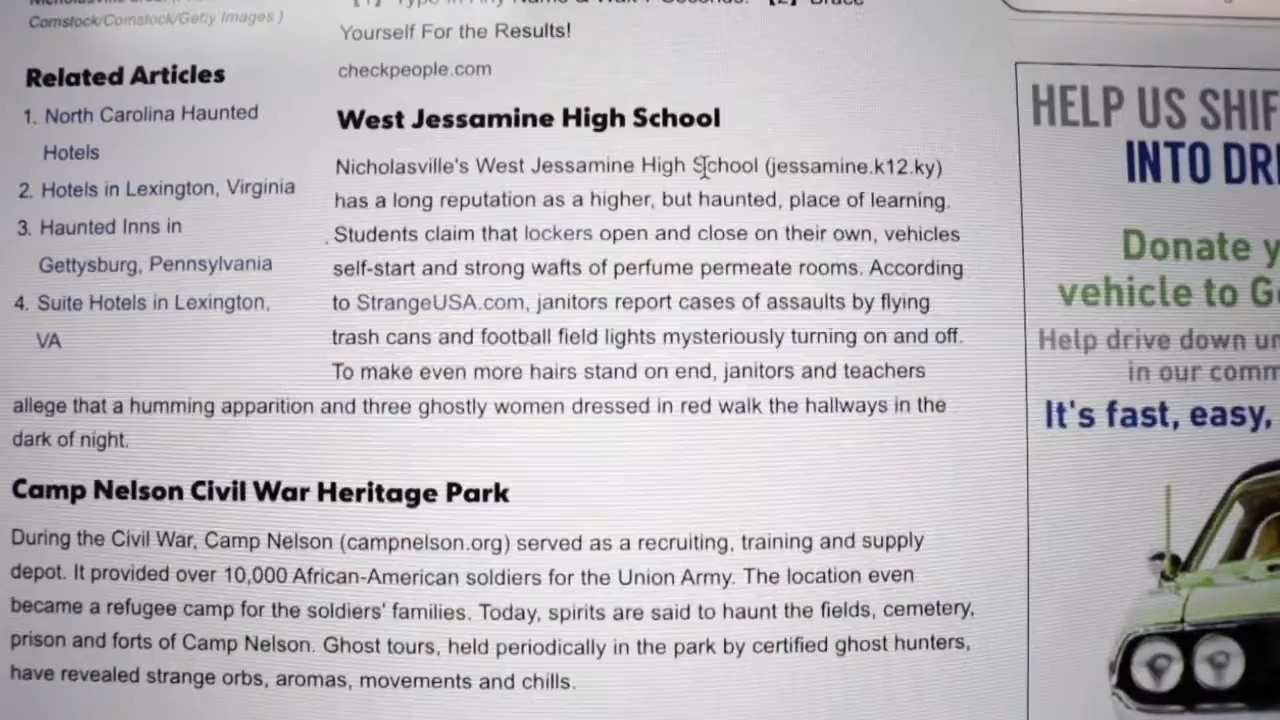 Comstock/Comstock/Getty Images )
Related Articles
1. North Carolina Haunted
Hotels
2. Hotels in Lexington, Virginia
3. Haunted Inns in
Gettysburg, Pennsylvania
4. Suite Hotels in Lexington,
VA
Yourself For the Results!
checkpeople.com
West Jessamine High School
Nicholasville's West Jessamine High School (jessamine.k12.ky)
has a long reputation as a higher, but haunted, place of learning.
Students claim that lockers open and close on their own, vehicles
self-start and strong wafts of perfume permeate rooms. According
to StrangeUSA.com, janitors report cases of assaults by flying
trash cans and football field lights mysteriously turning on and off.
To make even more hairs stand on end, janitors and teachers
allege that a humming apparition and three ghostly women dressed in red walk the hallways in the
dark of night.
Camp Nelson Civil War Heritage Park
During the Civil War, Camp Nelson (campnelson.org) served as a recruiting, training and supply
depot. It provided over 10,000 African-American soldiers for the Union Army. The location even
became a refugee camp for the soldiers' families. Today, spirits are said to haunt the fields, cemetery,
prison and forts of Camp Nelson. Ghost tours, held periodically in the park by certified ghost hunters,
have revealed strange orbs, aromas, movements and chills.
HELP US SHIF
INTO DRI
Donate y
vehicle to G
Help drive down un
in our comm
It's fast, easy,